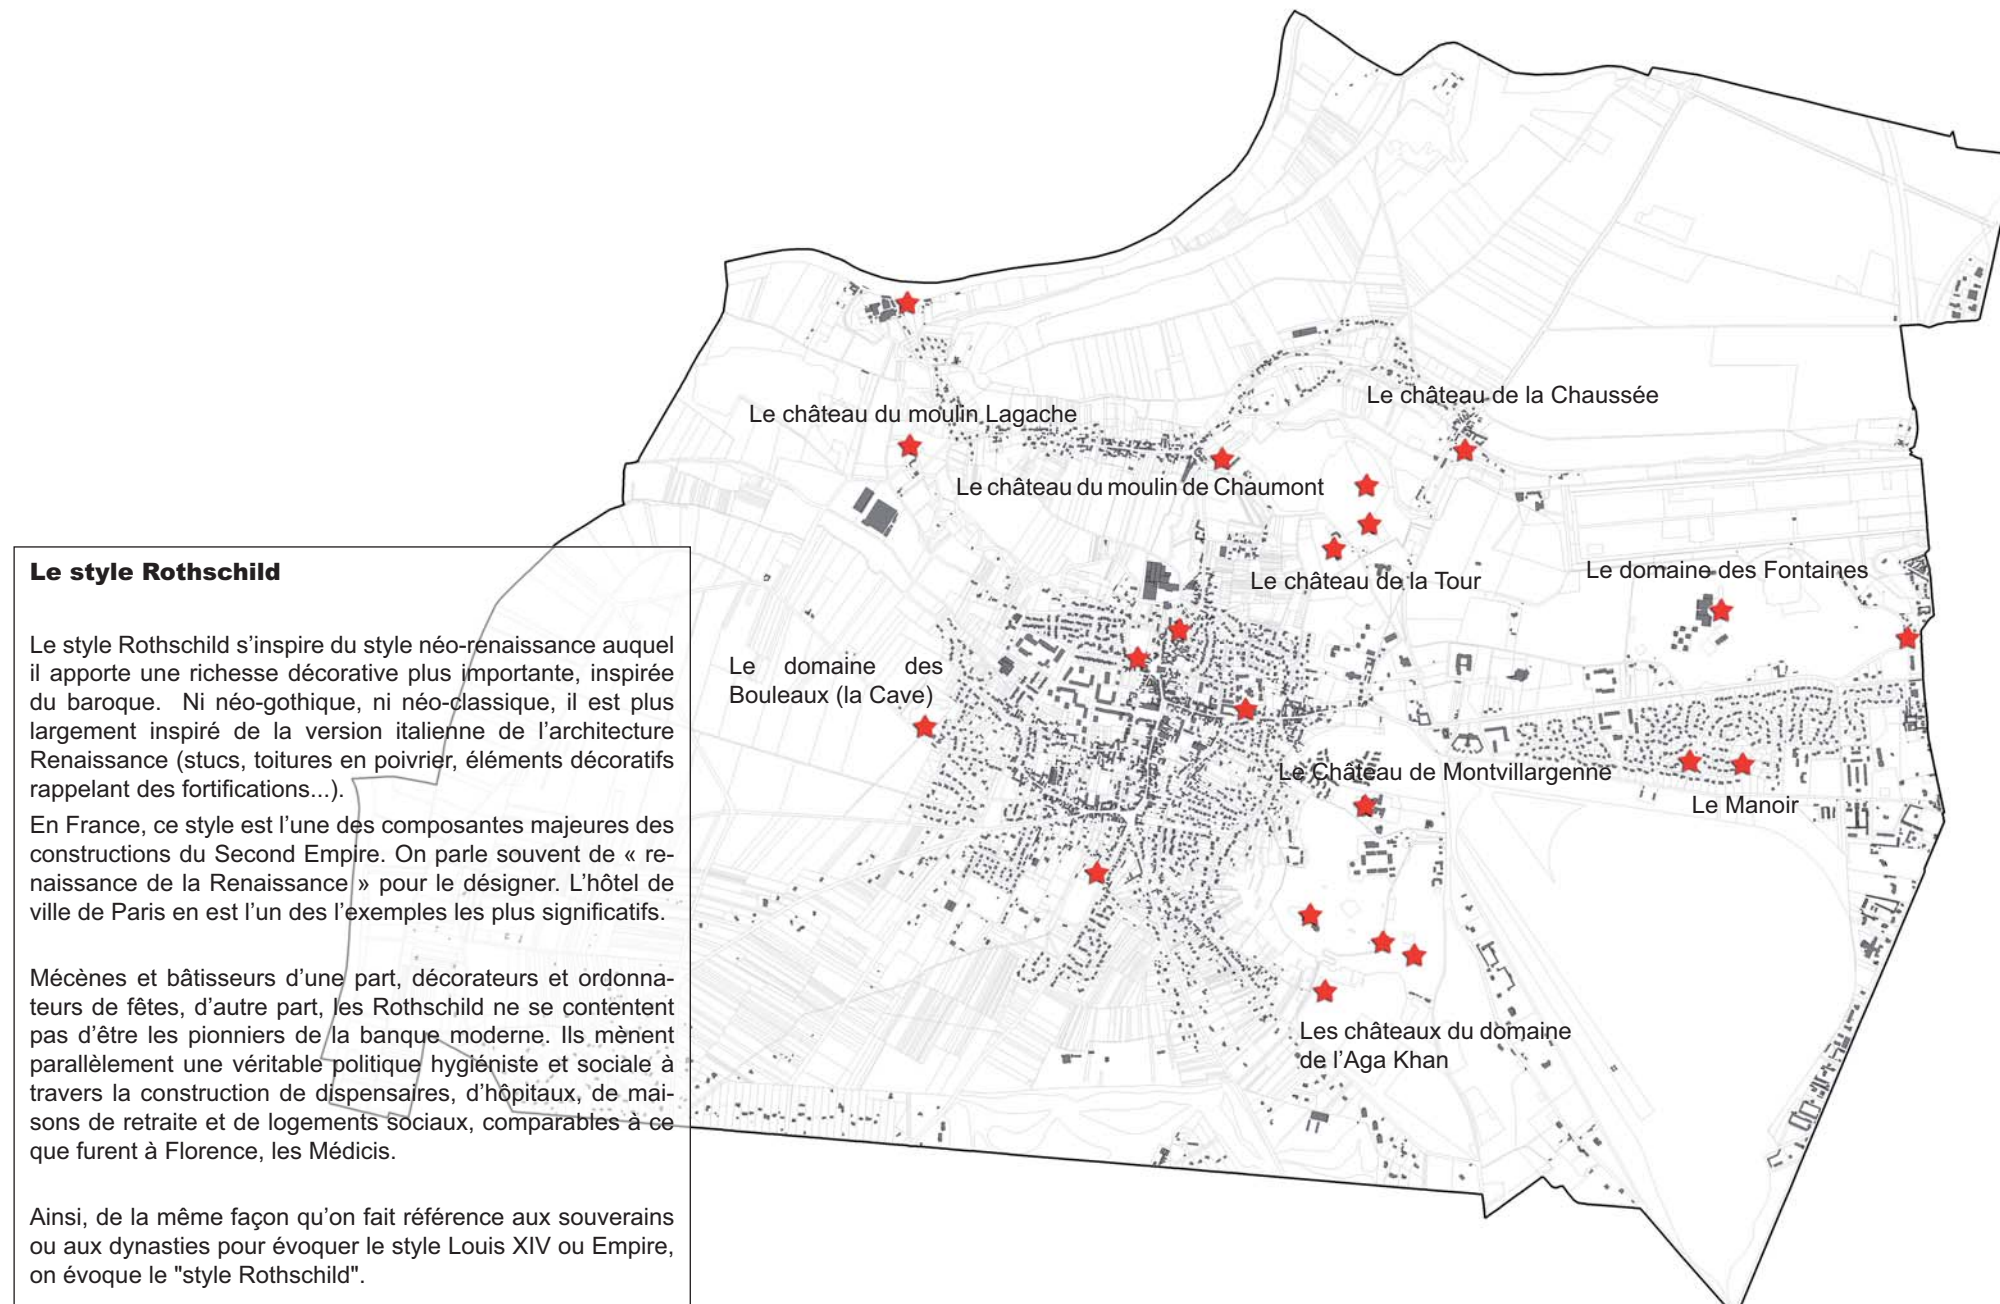 Le style Rothschild
Le style Rothschild s’inspire du style néo-renaissance auquel
il apporte une richesse décorative plus importante, inspirée
du baroque. Ni néo-gothique, ni néo-classique, il est plus
largement inspiré de la version italienne de l’architecture
Renaissance (stucs, toitures en poivrier, éléments décoratifs
rappelant des fortifications...).
En France, ce style est l’une des composantes majeures des
constructions du Second Empire. On parle souvent de « re-
naissance de la Renaissance » pour le désigner. L’hôtel de
ville de Paris en est l’un des l’exemples les plus significatifs.
Mécènes et bâtisseurs d’une part, décorateurs et ordonna-
teurs de fêtes, d’autre part, les Rothschild ne se contentent
pas d’être les pionniers de la banque moderne. Ils mènent
parallèlement une véritable politique hygiéniste et sociale à
travers la construction de dispensaires, d’hôpitaux, de mai-
sons de retraite et de logements sociaux, comparables à ce
que furent à Florence, les Médicis.
Ainsi, de la même façon qu’on fait référence aux souverains
ou aux dynasties pour évoquer le style Louis XIV ou Empire,
on évoque le "style Rothschild".
Le château de la Chaussée
Le château du moulin Lagache
Le château du moulin de Chaumont
Le château de la Tour
Le domaine des Fontaines
Le domaine des
Bouleaux (la Cave)
Le Château de Montvillargenne
Le Manoir
Les châteaux du domaine
de l’Aga Khan